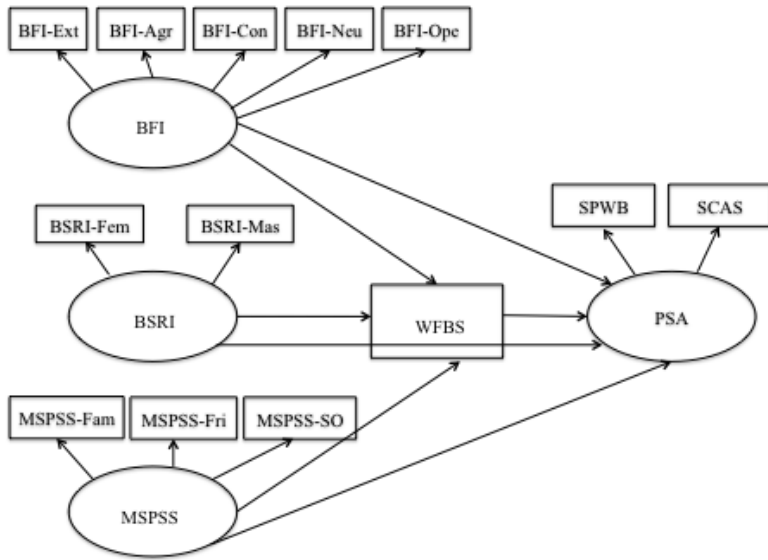 BFI-Ext BFI-Agr BFI-Con BFI-Neu BFI-Ope
BFI
SPWB SCAS
BSRI-Fem BSRI-Mas
BSRI WFBS PSA
MSPSS-Fam MSPSS-Fri MSPSS-SO
MSPSS